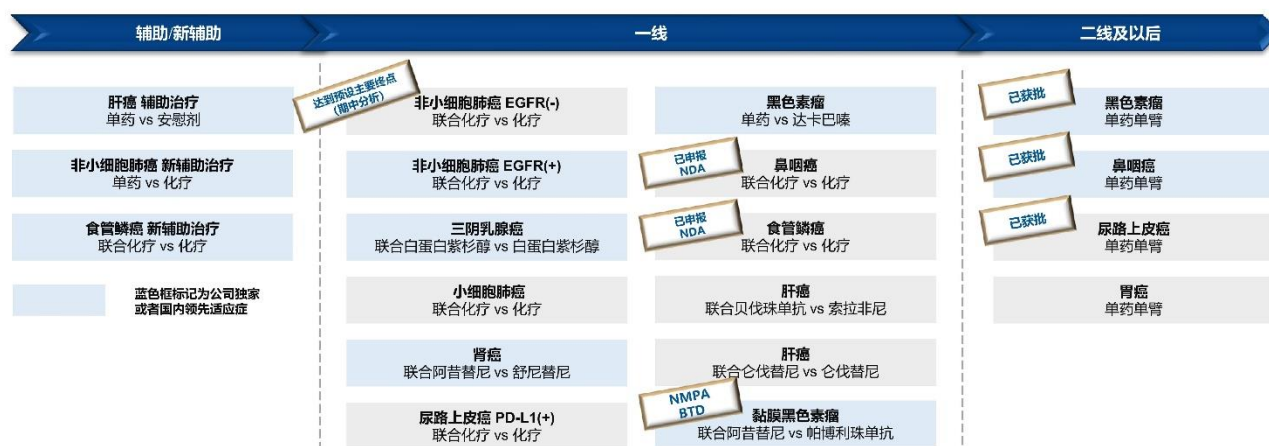 辅助/新辅助
一线
二线及以后
肝癌 辅助治疗
单药 vs 安慰剂
非小细胞肺癌 新辅助治疗
单药 vs 化疗
食管鳞癌 新辅助治疗
联合化疗 vs 化疗
蓝色框标记为公司独家
或者国内领先适应症
达到预设主要终点
(期中分析)
非小细胞肺癌 EGFR(-)
联合化疗 vs 化疗
非小细胞肺癌 EGFR(+)
联合化疗 vs 化疗
三阴乳腺癌
联合白蛋白紫杉醇 vs 白蛋白紫杉醇
小细胞肺癌
联合化疗 vs 化疗
肾癌
联合阿昔替尼 vs 舒尼替尼
尿路上皮癌 PD-L1(+)
联合化疗 vs 化疗
黑色素瘤
单药 vs 达卡巴嗪
已申报
NDA
鼻咽癌
联合化疗 vs 化疗
已申报
NDA
食管鳞癌
联合化疗 vs 化疗
肝癌
联合贝伐珠单抗 vs 索拉非尼
肝癌
联合仑伐替尼 vs 仑伐替尼
NMPA
BTD
黏膜黑色素瘤
联合阿昔替尼 vs 帕博利珠单抗
已获批
黑色素瘤
单药单臂
已获批
鼻咽癌
单药单臂
已获批
尿路上皮癌
单药单臂
胃癌
单药单臂